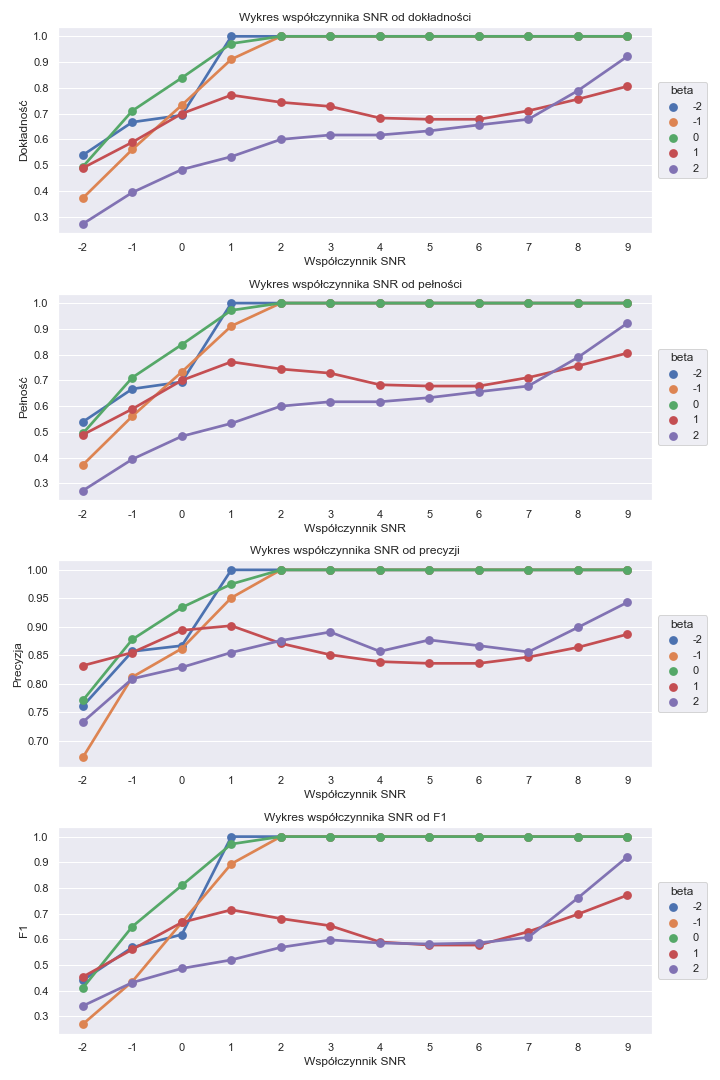 Wykres współczynnika SNR od dokładności
1.0
0.9
0.8
0.7
0.6
0.5
0.4
0.3
Dokładność
-2 -1 0 1 2 3 4 5 6 7 8 9
Współczynnik SNR
beta
-2
-1
0
1
2
Wykres współczynnika SNR od pełności
1.0
0.9
0.8
0.7
0.6
0.5
0.4
0.3
Pełność
-2 -1 0 1 2 3 4 5 6 7 8 9
Współczynnik SNR
beta
-2
-1
0
1
2
Wykres współczynnika SNR od precyzji
1.00
0.95
0.90
0.85
0.80
0.75
0.70
Precyzja
-2 -1 0 1 2 3 4 5 6 7 8 9
Współczynnik SNR
beta
-2
-1
0
1
2
Wykres współczynnika SNR od F1
1.0
0.9
0.8
0.7
0.6
0.5
0.4
0.3
F1
-2 -1 0 1 2 3 4 5 6 7 8 9
Współczynnik SNR
beta
-2
-1
0
1
2